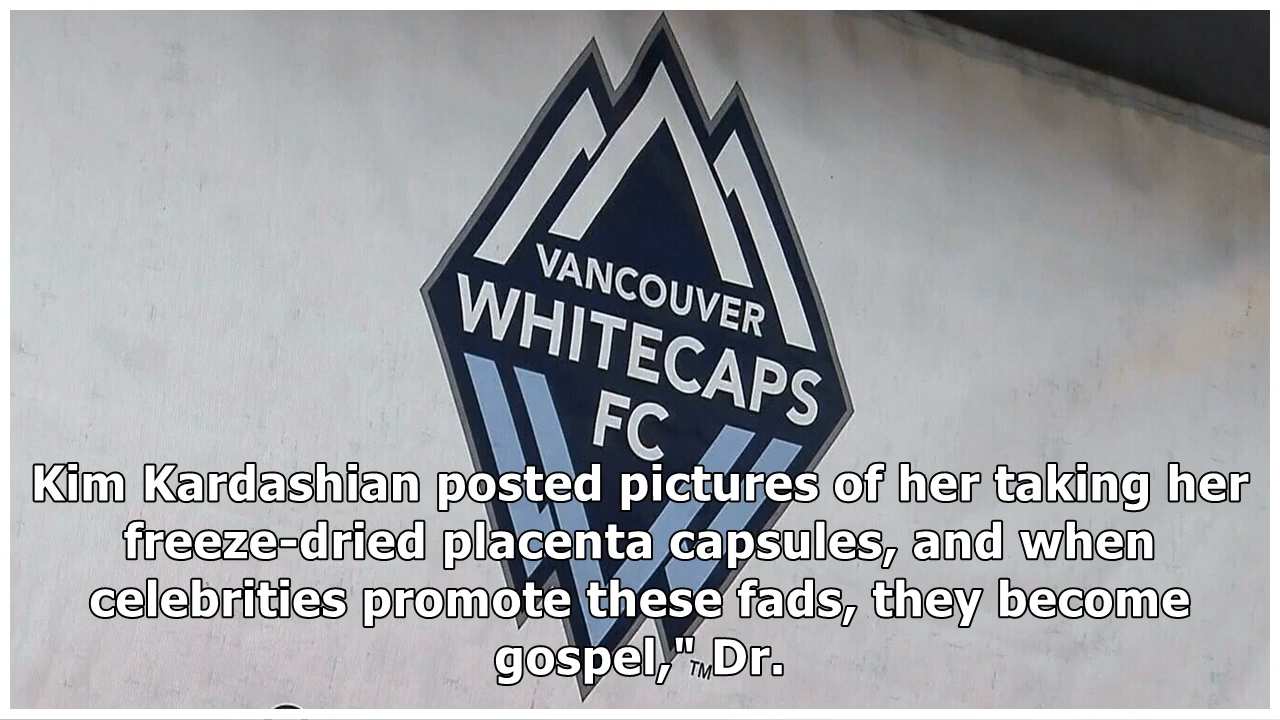 VANCOUVER
WHITECAPS
FC
Kim Kardashian posted pictures of her taking her
freeze-dried placenta capsules, and when
celebrities promote these fads, they become
gospel," Dr.
TM